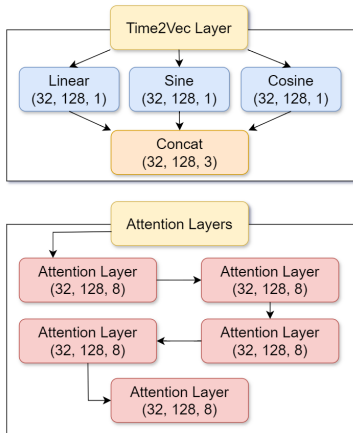 Time2Vec Layer
Linear
(32, 128, 1)
Sine
(32, 128, 1)
Cosine
(32, 128, 1)
Concat
(32, 128, 3)
Attention Layers
Attention Layer
(32, 128, 8)
Attention Layer
(32, 128, 8)
Attention Layer
(32, 128, 8)
Attention Layer
(32, 128, 8)
Attention Layer
(32, 128, 8)